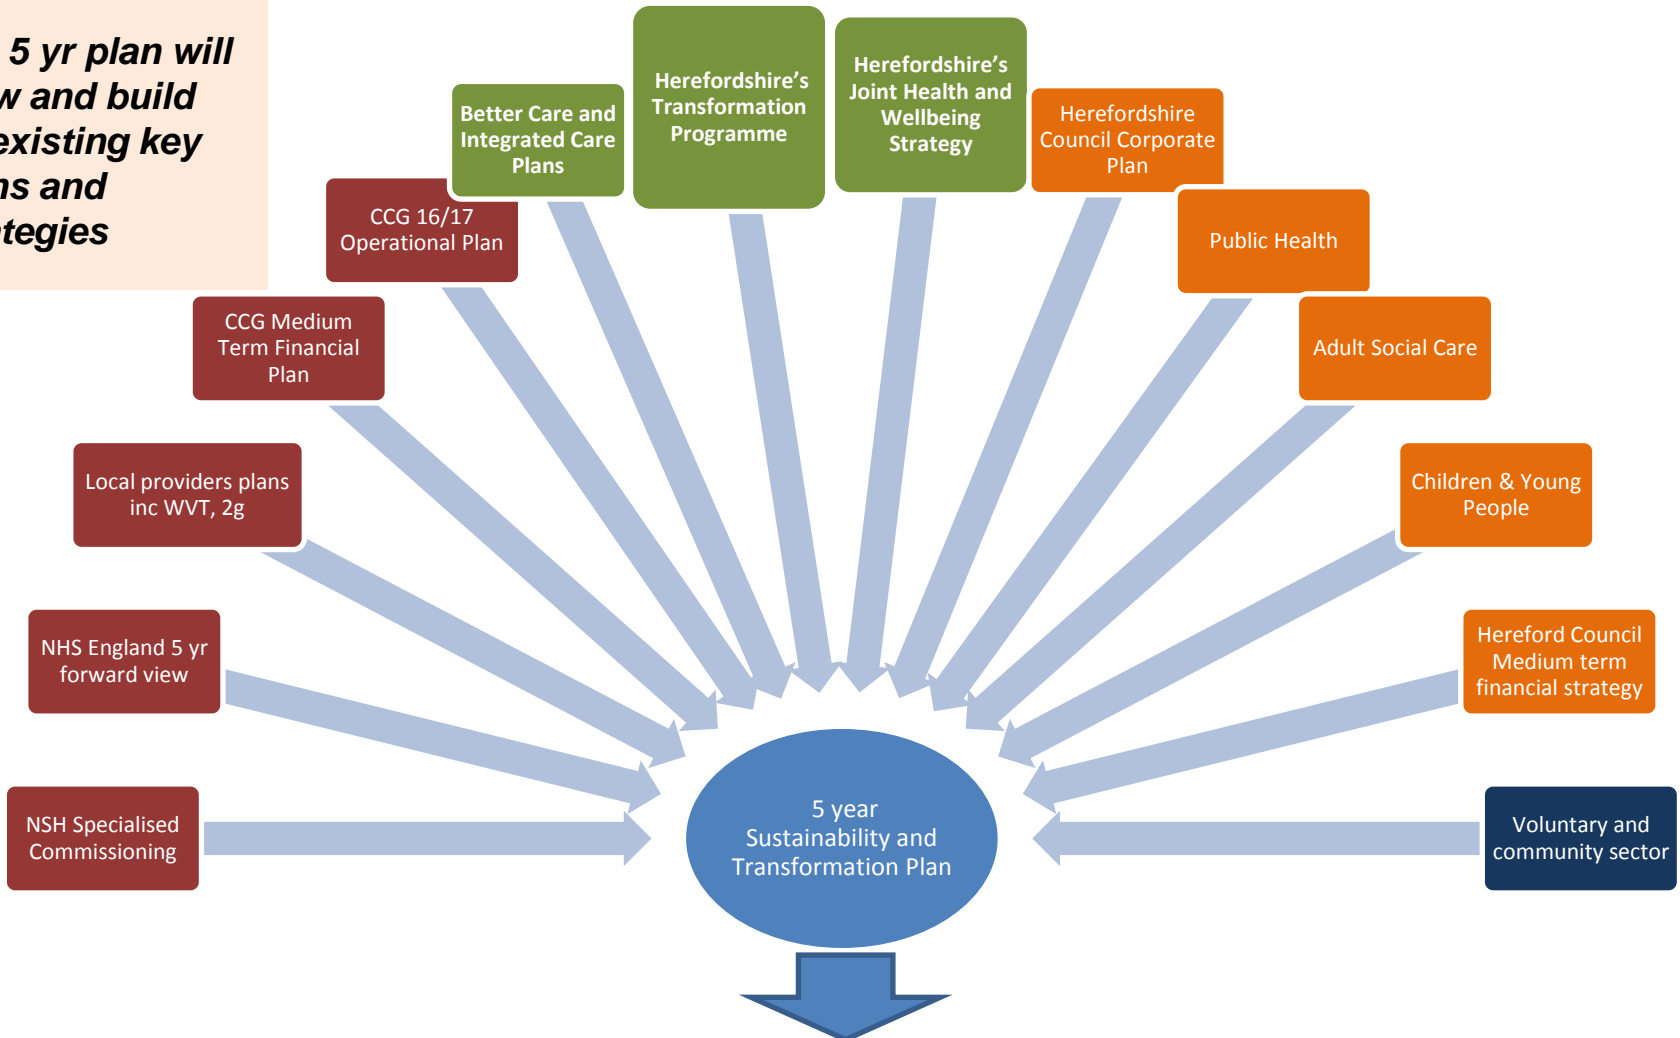 5 yr plan will
and build
existing key
and
Herefordshire's
Transformation
Programme
Herefordshire's
Joint Health and
Wellbeing
Strategy
Better Care and
Integrated Care
Plans
Herefordshire
Council Corporate
Plan
CCG 16/17
Operational Plan
Public Health
CCG Medium
Term Financial
Plan
Adult Social Care
Local providers plans
inc WVT, 2g
Children & Young
People
NHS England 5 yr
forward view
Hereford Council
Medium term
financial strategy
NSH Specialised
Commissioning
5 year
Sustainability and
Transformation Plan
Voluntary and
community sector